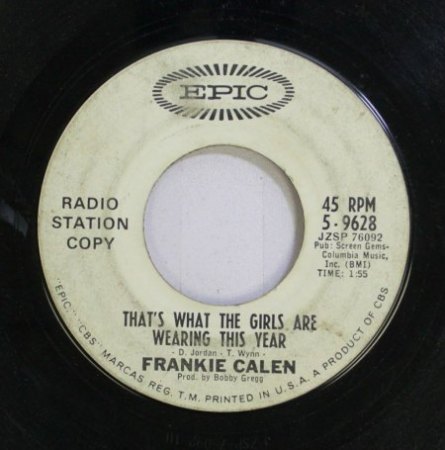 EPIC
RADIO
STATION
COPY
45 RPM
5-9628
JZSP 76092
Pub: Screen Gems-
Columbia Music,
Inc. (BMI)
TIME: 1:55
THAT'S WHAT THE GIRLS ARE
WEARING THIS YEAR
- D. Jordan - T. Wynn -
FRANKIE CALEN
Prod. by Bobby Gregg
"EPIC" "CBS" MARCAS REG. T.M. PRINTED IN U.S.A. A PRODUCT OF CBS